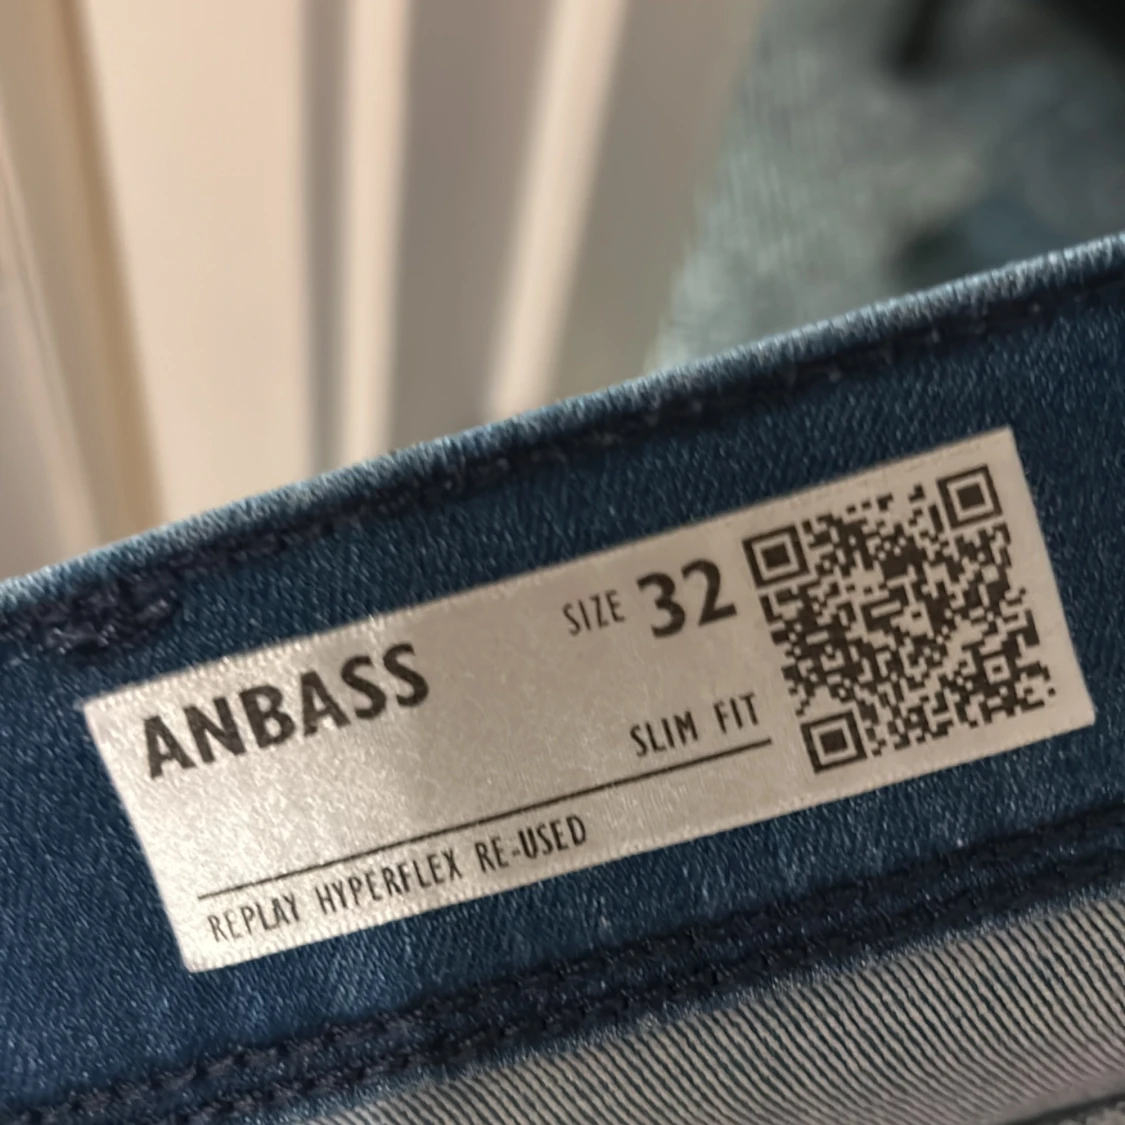 ANBASS
SIZE 32
SLIM FIT
REPLAY HYPERFLEX RE-USED